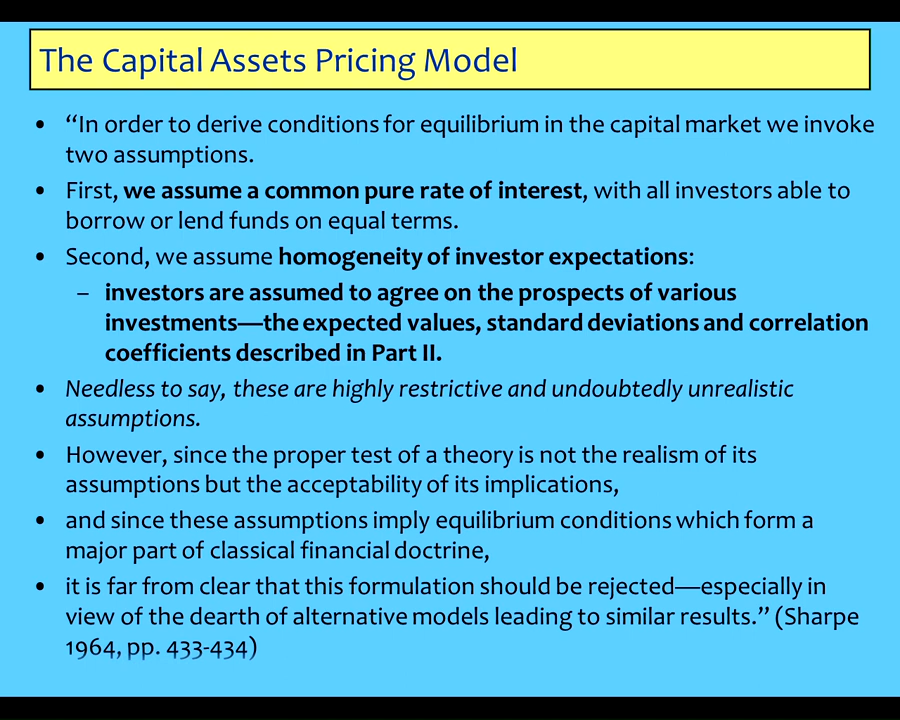 The Capital Assets Pricing Model
• “In order to derive conditions for equilibrium in the capital market we invoke
two assumptions.
• First, we assume a common pure rate of interest, with all investors able to
borrow or lend funds on equal terms.
• Second, we assume homogeneity of investor expectations:
– investors are assumed to agree on the prospects of various
investments—the expected values, standard deviations and correlation
coefficients described in Part II.
• Needless to say, these are highly restrictive and undoubtedly unrealistic
assumptions.
• However, since the proper test of a theory is not the realism of its
assumptions but the acceptability of its implications,
• and since these assumptions imply equilibrium conditions which form a
major part of classical financial doctrine,
• it is far from clear that this formulation should be rejected—especially in
view of the dearth of alternative models leading to similar results.” (Sharpe
1964, pp. 433-434)